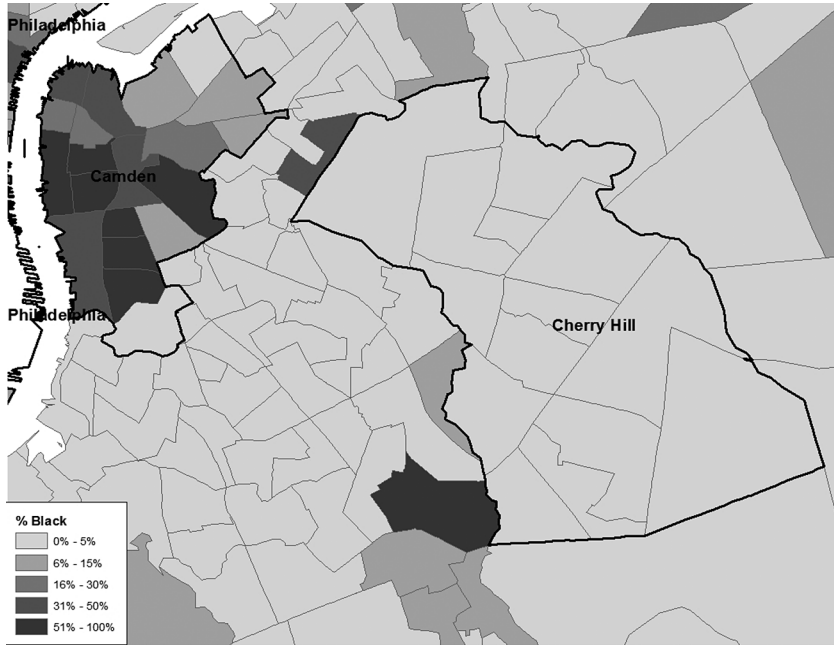 Philadelphia
Camden
Philadelphia
Cherry Hill
% Black
0% - 5%
6% - 15%
16% - 30%
31% - 50%
51% - 100%